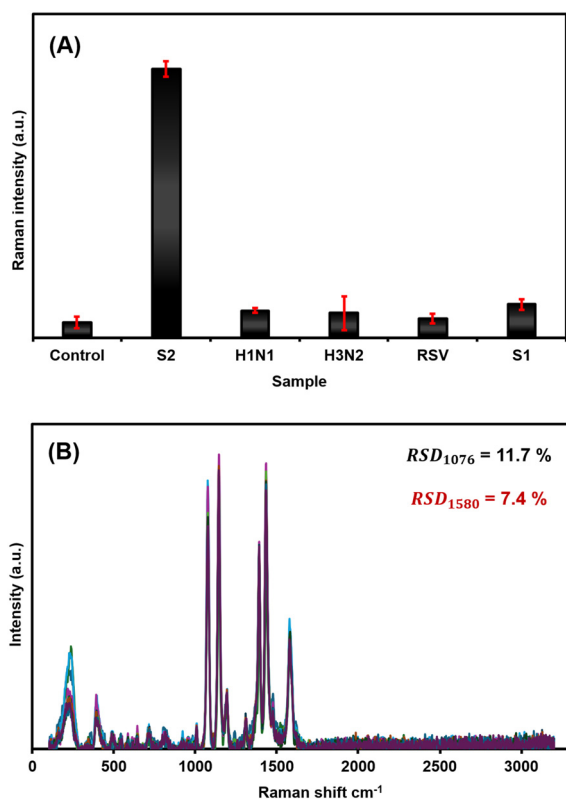 (A)
Raman intensity (a.u.)
Control S2 H1N1 H3N2 RSV S1
Sample
(B)
RSD1076 = 11.7 %
RSD1580 = 7.4 %
Intensity (a.u.)
0 500 1000 1500 2000 2500 3000
Raman shift cm-1